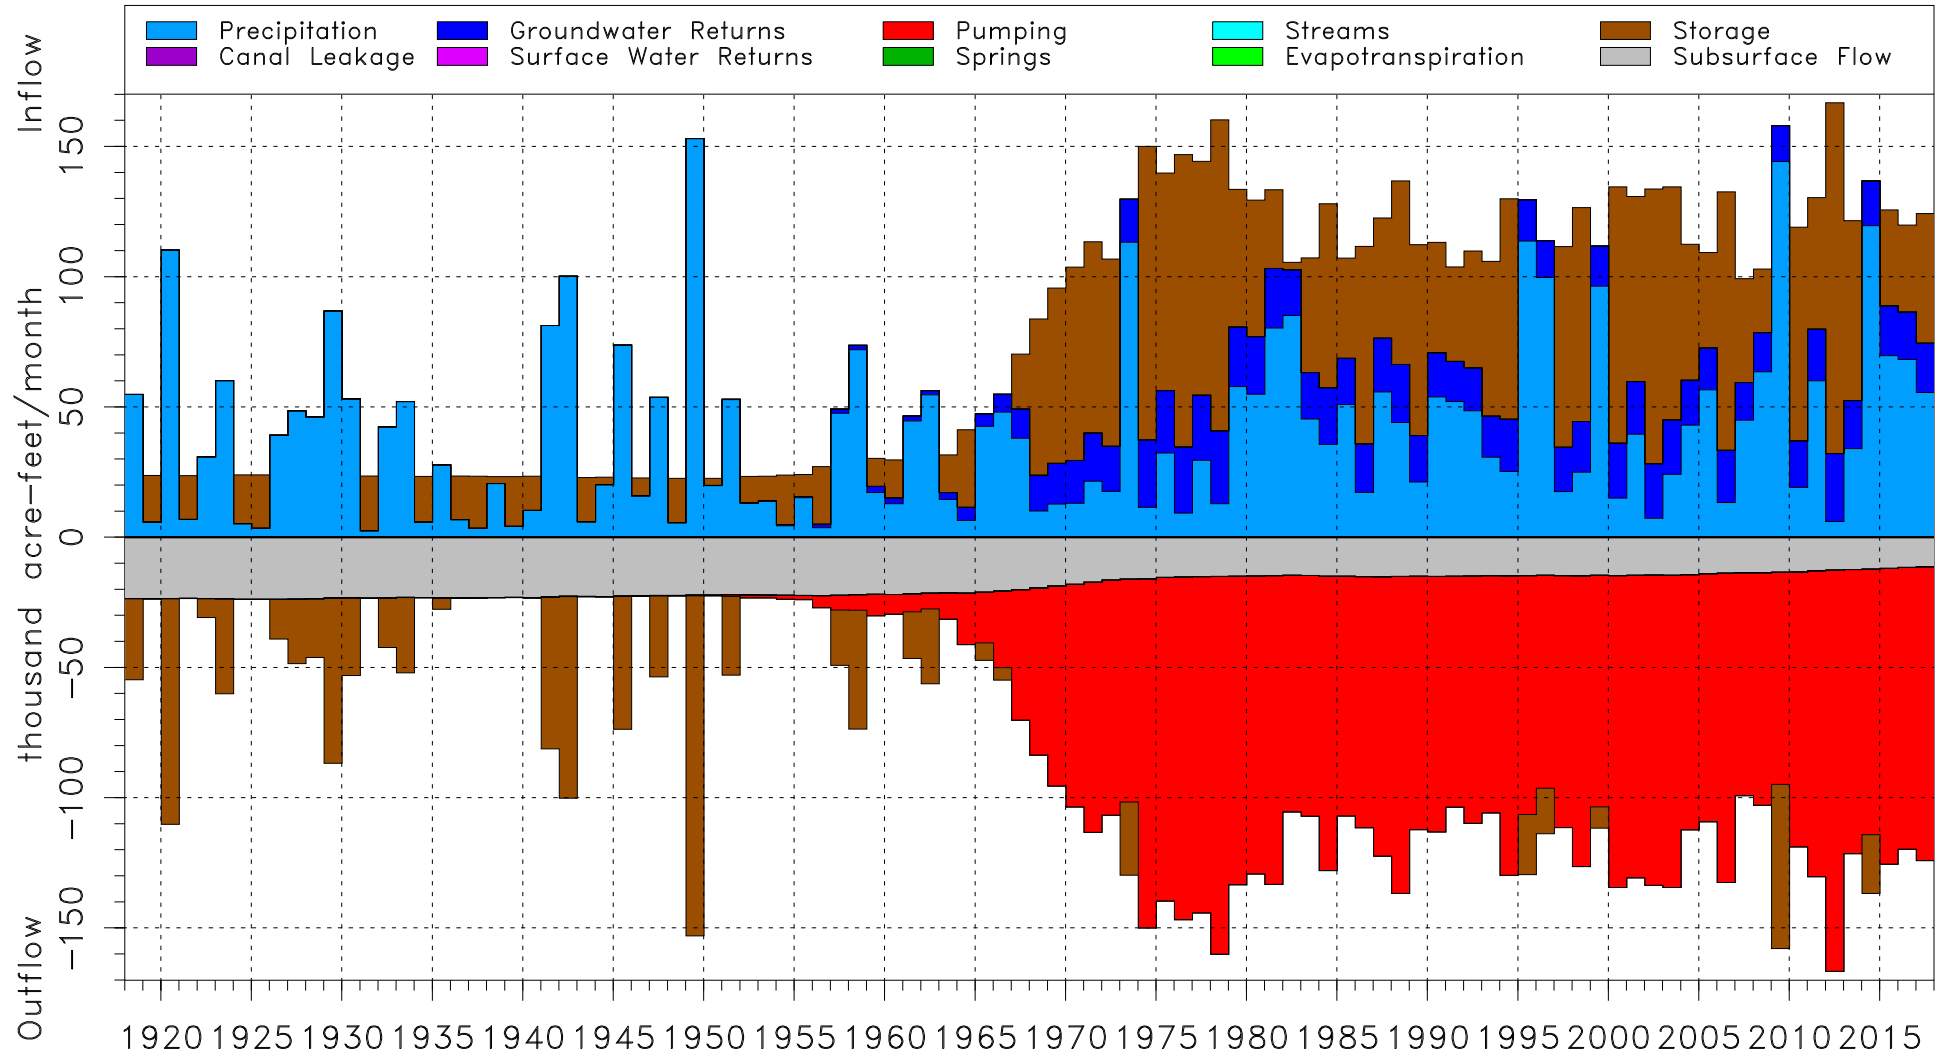 Precipitation Groundwater Returns Pumping Streams Storage
Canal Leakage Surface Water Returns Springs Evapotranspiration Subsurface Flow
Outflow thousand acre-feet/month Inflow
150
100
50
0
-50
-100
-150
1920 1925 1930 1935 1940 1945 1950 1955 1960 1965 1970 1975 1980 1985 1990 1995 2000 2005 2010 2015